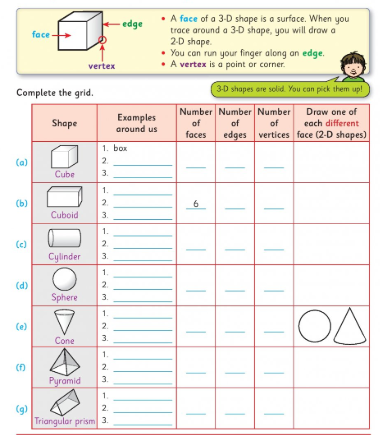 face
edge
vertex
• A face of a 3-D shape is a surface. When you
trace around a 3-D shape, you will draw a
2-D shape.
• You can run your finger along an edge.
• A vertex is a point or corner.
3-D shapes are solid. You can pick them up!
Complete the grid.
Shape
Examples
around us
Number
of
faces
Number
of
edges
Number
of
vertices
Draw one of
each different
face (2-D shapes)
(a)
Cube
1. box
2.
3.
(b)
Cuboid
1.
2.
3.
6
(c)
Cylinder
1.
2.
3.
(d)
Sphere
1.
2.
3.
(e)
Cone
1.
2.
3.
(f)
Pyramid
1.
2.
3.
(g)
Triangular prism
1.
2.
3.